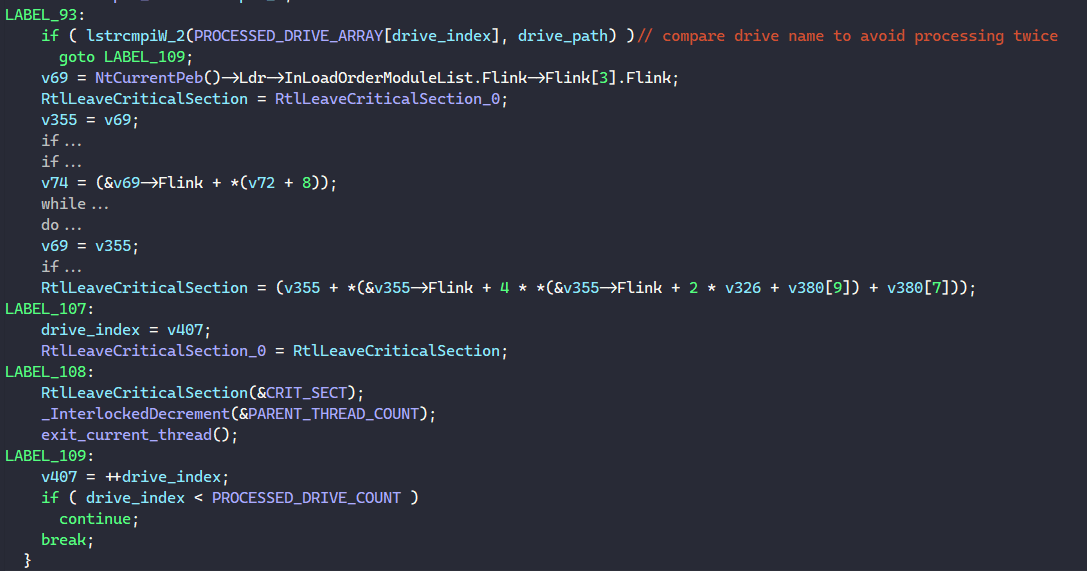 LABEL_93:
if ( lstrcmpiW_2(PROCESSED_DRIVE_ARRAY[drive_index], drive_path) )// compare drive name to avoid processing twice
goto LABEL_109;
v69 = NtCurrentPeb()->Ldr->InLoadOrderModuleList.Flink->Flink[3].Flink;
RtlLeaveCriticalSection = RtlLeaveCriticalSection_0;
v355 = v69;
if ...
if ...
v74 = (&v69->Flink + *(v72 + 8));
while ...
do ...
v69 = v355;
if ...
RtlLeaveCriticalSection = (v355 + *(&v355->Flink + 4 * *(&v355->Flink + 2 * v326 + v380[9]) + v380[7]));
LABEL_107:
drive_index = v407;
RtlLeaveCriticalSection_0 = RtlLeaveCriticalSection;
LABEL_108:
RtlLeaveCriticalSection(&CRIT_SECT);
_InterlockedDecrement(&PARENT_THREAD_COUNT);
exit_current_thread();
LABEL_109:
v407 = ++drive_index;
if ( drive_index < PROCESSED_DRIVE_COUNT )
continue;
break;
}